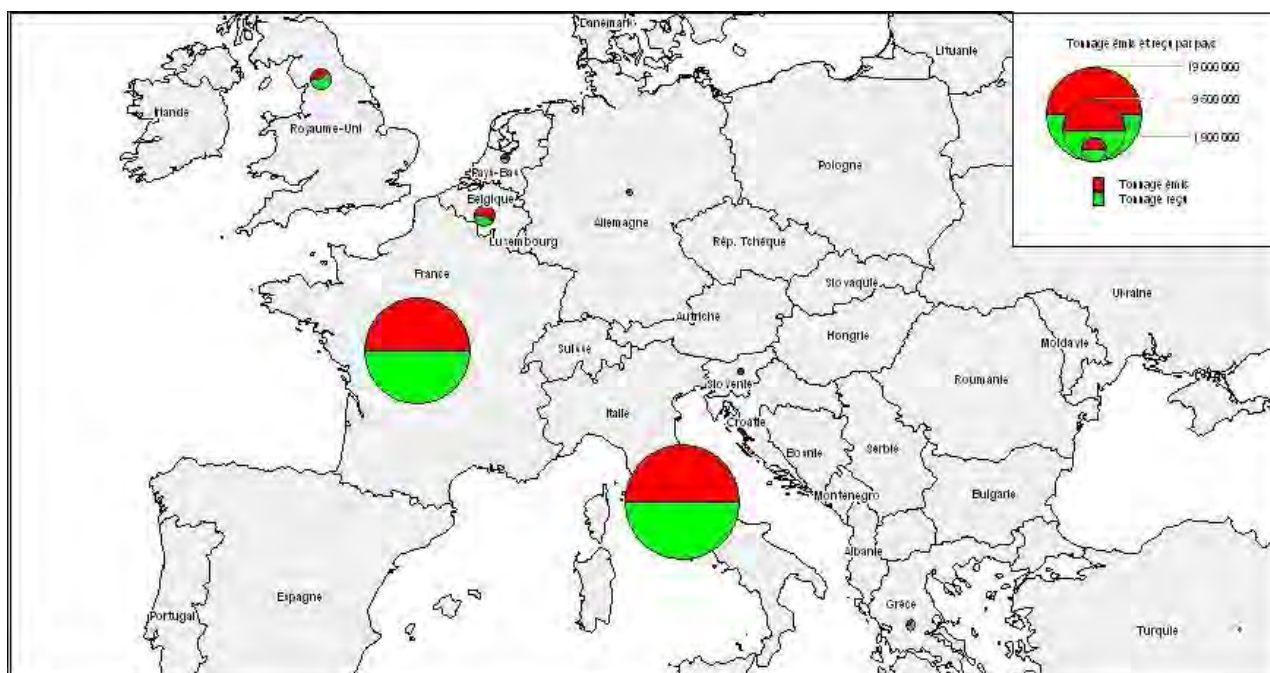 Danemark
Lituanie
Tonnage émis et reçu par pays
19 000 000
9 500 000
1 900 000
Tonnage émis
Tonnage reçu
Irlande
Royaume-Uni
Pays-Bas
Pologne
Belgique
Allemagne
Luxembourg
Rép. Tchèque
France
Slovaquie
Ukraine
Autriche
Hongrie
Moldavie
Suisse
Slovénie
Roumanie
Italie
Croatie
Bosnie
Serbie
Montenegro
Bulgarie
Albanie
Espagne
Grèce
Portugal
Turquie